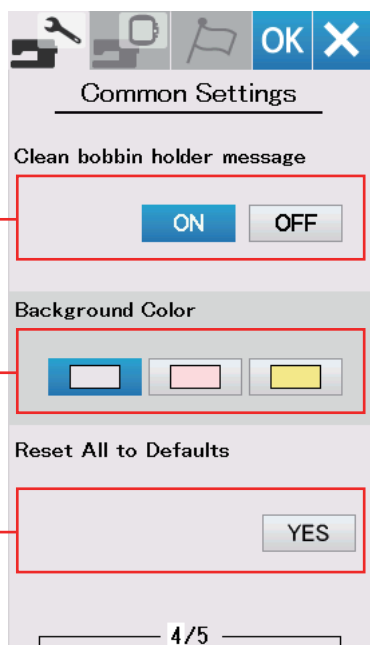 OK
Common Settings
Clean bobbin holder message
ON OFF
Background Color
Reset All to Defaults
YES
4/5